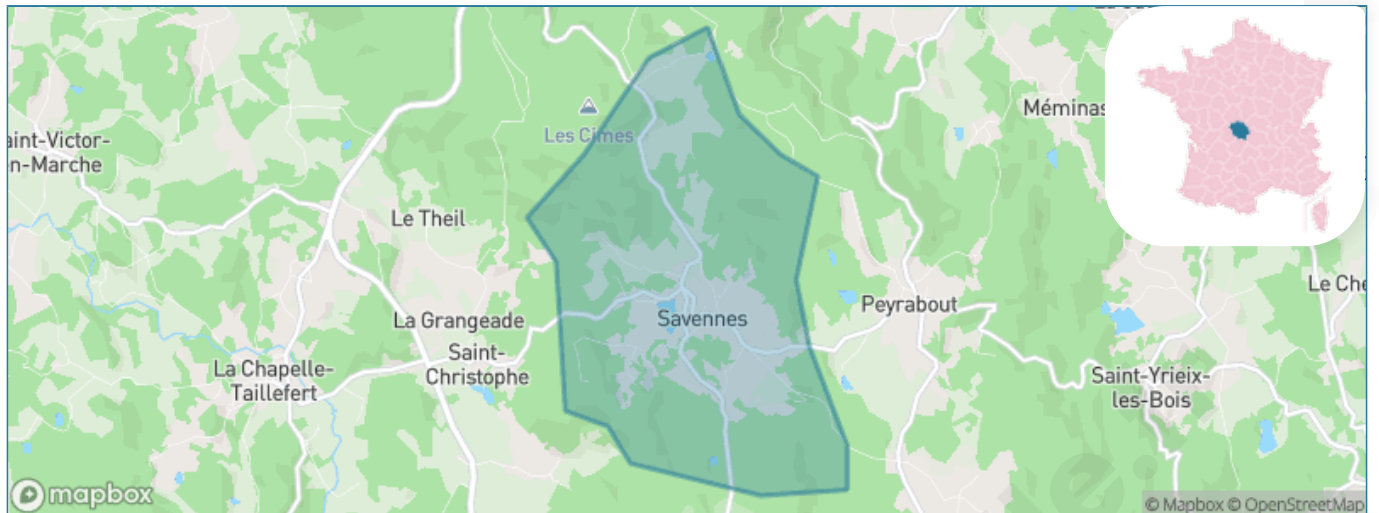 Méminas
Les Cimes
aint-Victor-
en-Marche
Le Theil
Le Che
Peyrabout
La Grangeade
Savennes
Saint-
Christophe
La Chapelle-
Taillefert
Saint-Yrieix-
les-Bois
mapbox
© Mapbox © OpenStreetMap